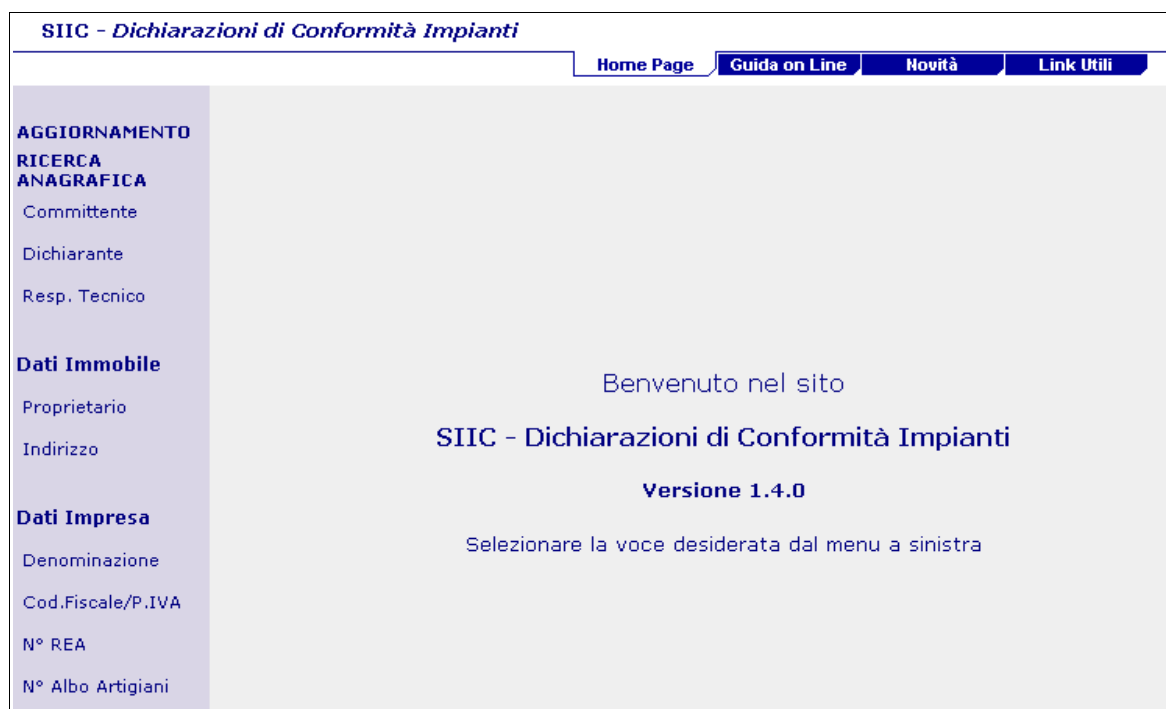 SIIC - Dichiarazioni di Conformità Impianti
Home Page Guida on Line Novità Link Utili
AGGIORNAMENTO
RICERCA
ANAGRAFICA
Committente
Dichiarante
Resp. Tecnico
Dati Immobile
Proprietario
Indirizzo
Dati Impresa
Denominazione
Cod.Fiscale/P.IVA
N° REA
N° Albo Artigiani
Benvenuto nel sito
SIIC - Dichiarazioni di Conformità Impianti
Versione 1.4.0
Selezionare la voce desiderata dal menu a sinistra